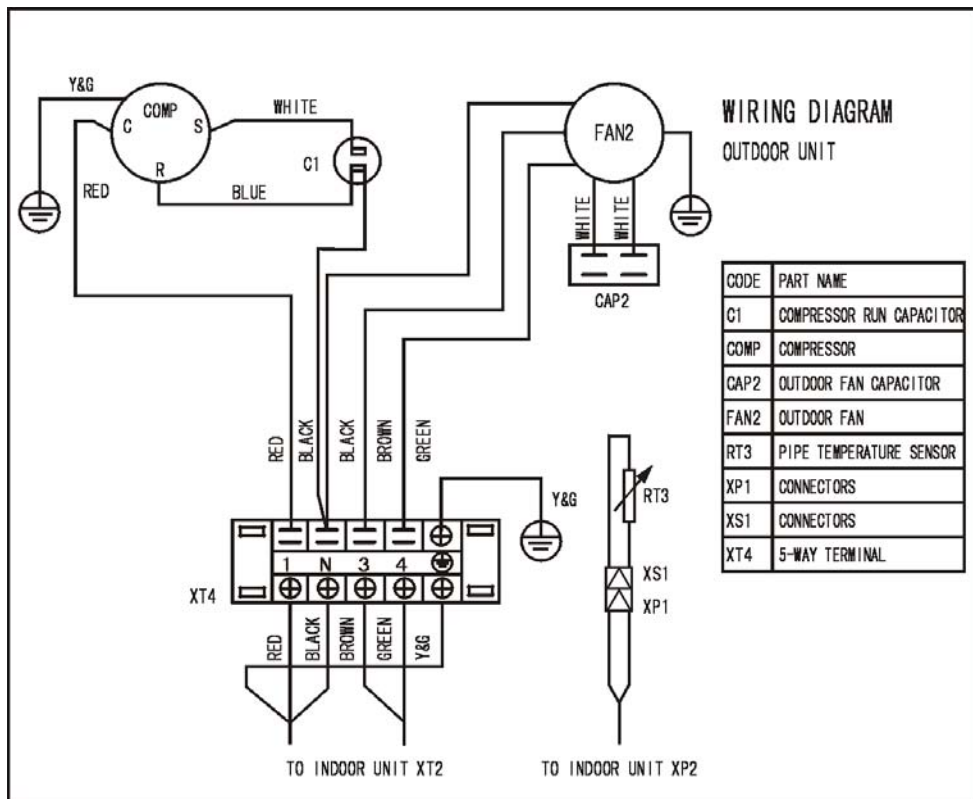 Y&G
COMP
C
S
R
WHITE
C1
RED
BLUE
FAN2
WHITE
WHITE
CAP2
WIRING DIAGRAM
OUTDOOR UNIT
CODE PART NAME
C1 COMPRESSOR RUN CAPACITOR
COMP COMPRESSOR
CAP2 OUTDOOR FAN CAPACITOR
FAN2 OUTDOOR FAN
RT3 PIPE TEMPERATURE SENSOR
XP1 CONNECTORS
XS1 CONNECTORS
XT4 5-WAY TERMINAL
RED
BLACK
BLACK
BROWN
GREEN
Y&G
RT3
XS1
XP1
1 N 3 4
XT4
RED
BLACK
BROWN
GREEN
Y&G
TO INDOOR UNIT XT2
TO INDOOR UNIT XP2